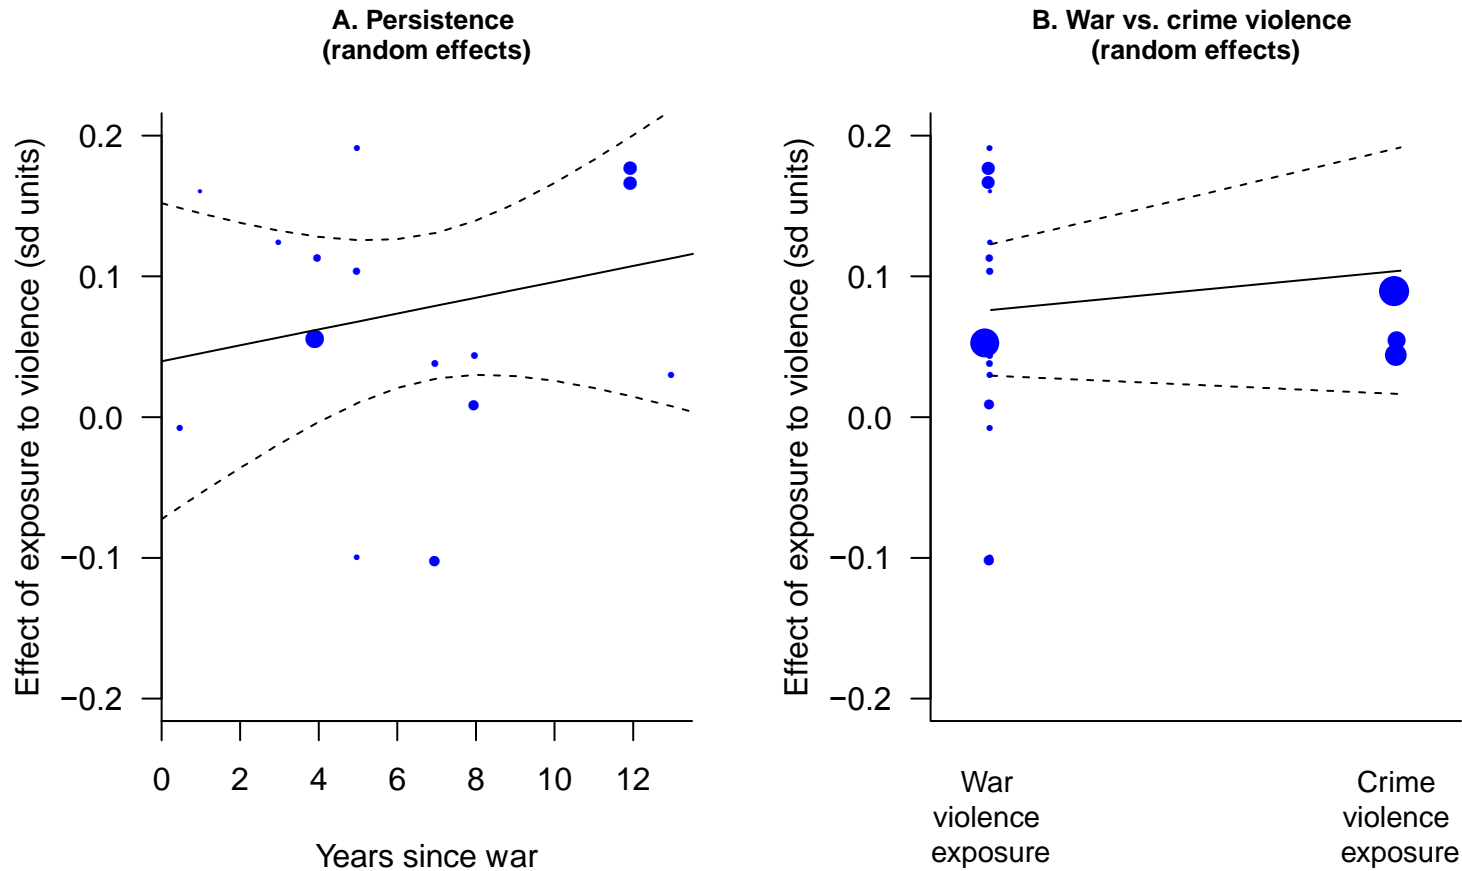 A. Persistence
(random effects)
Effect of exposure to violence (sd units)
0.2
0.1
0.0
−0.1
−0.2
0 2 4 6 8 10 12
Years since war
B. War vs. crime violence
(random effects)
Effect of exposure to violence (sd units)
0.2
0.1
0.0
−0.1
−0.2
War
violence
exposure
Crime
violence
exposure